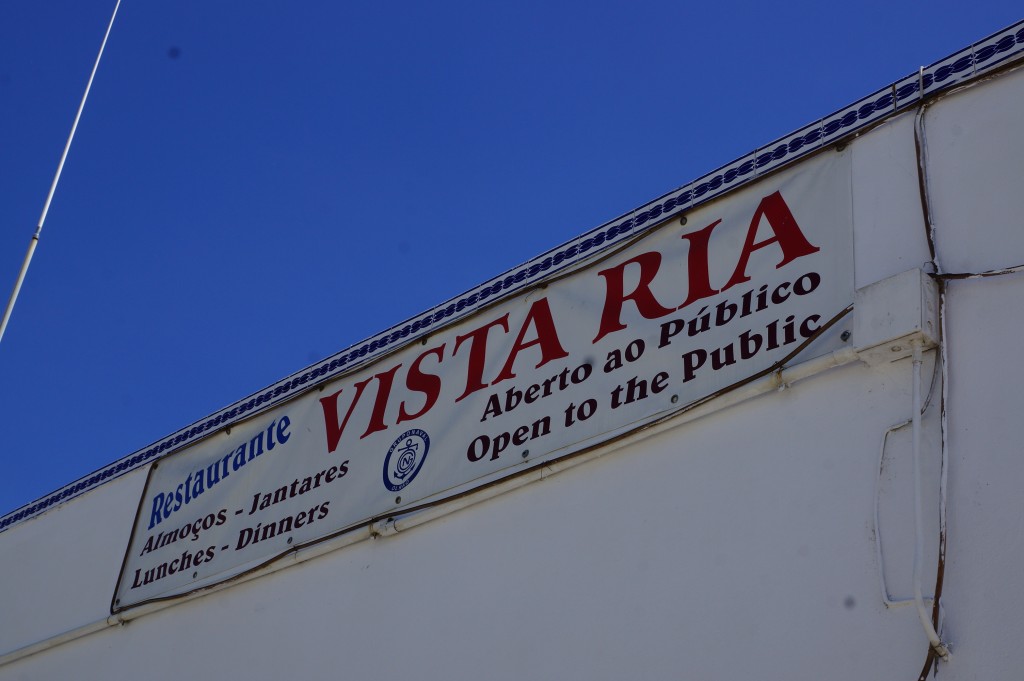 Restaurante
VISTA RIA
Almoços - Jantares
Lunches - Dinners
Aberto ao Público
Open to the Public